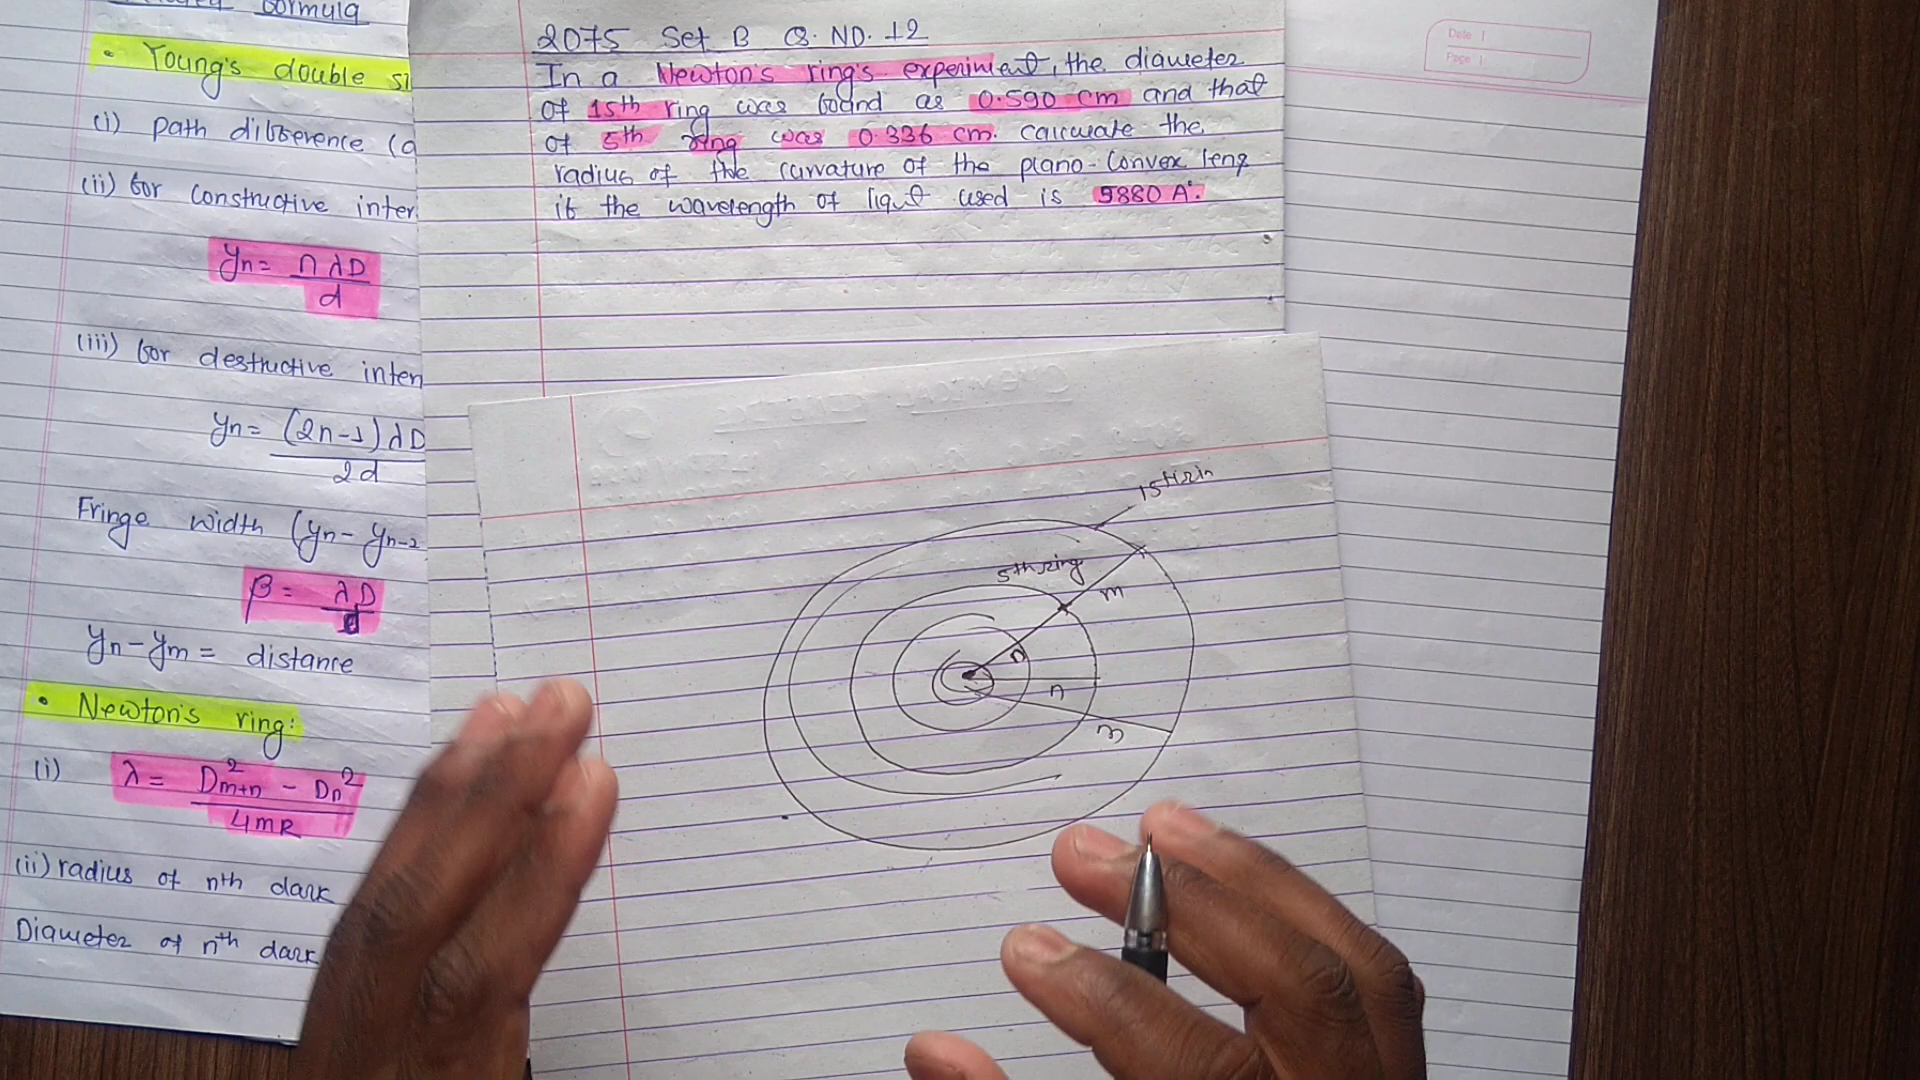 formula
• Young's double sl
(i) path difference (d
(ii) for constructive inter
yn = nλD / d
(iii) for destructive inten
yn = (2n-1)λD / 2d
Fringe width (yn - yn-1
β = λD / d
yn - ym = distance
• Newton's ring:
(i) λ = D²m+n - Dn² / 4mR
(ii) radius of nth dark
Diameter of nth dark
2075 Set B Q. NO. 12
In a Newton's ring's experiment, the diameter
of 15th ring was found as 0.590 cm and that
of 5th ring was 0.336 cm. calculate the
radius of the curvature of the plano-convex lens
if the wavelength of light used is 5880 A°.
Date
Page
15th rin
5th ring
m
n
n
m